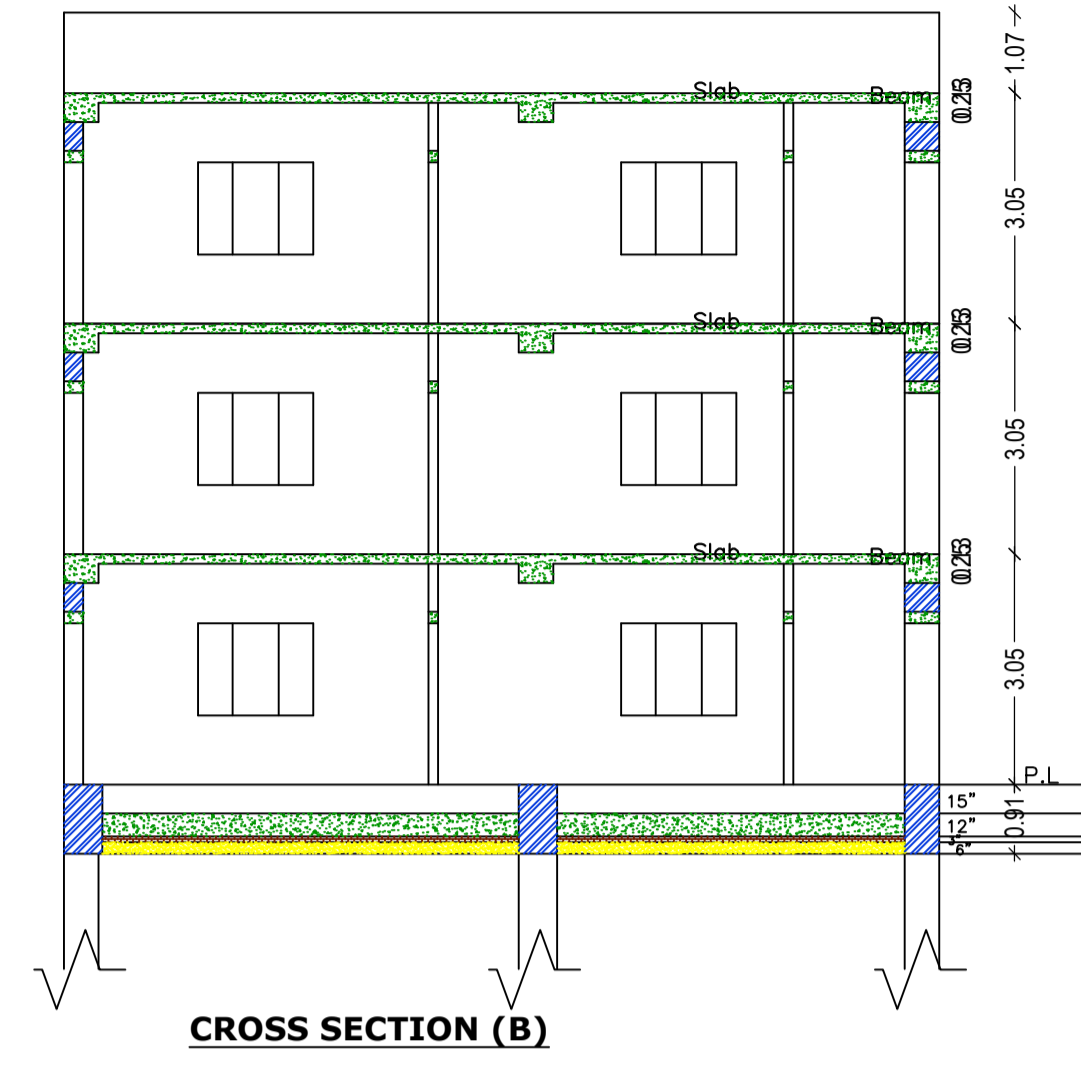 1.07
Slab
Beam
3.05
Slab
Beam
3.05
Slab
Beam
3.05
P.L
15"
12"
0.91
6"
CROSS SECTION (B)